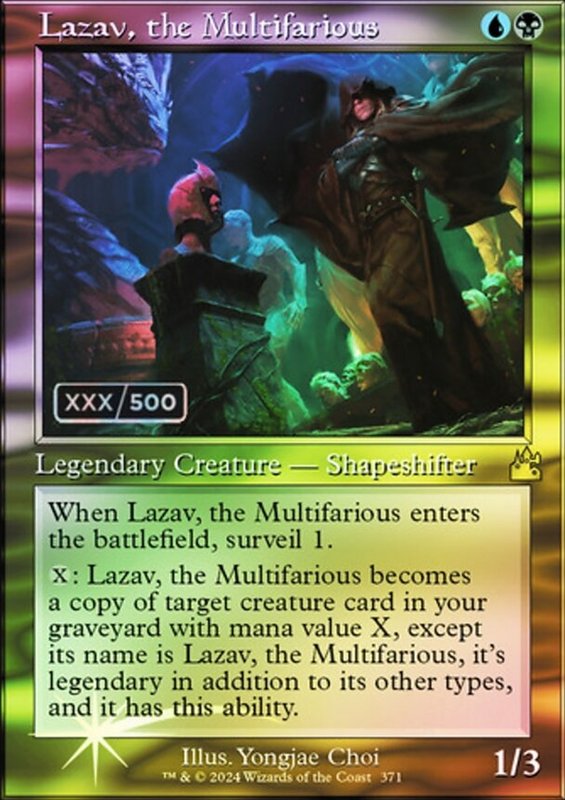 Lazav, the Multifarious
XXX/500
Legendary Creature — Shapeshifter
When Lazav, the Multifarious enters
the battlefield, surveil 1.
X: Lazav, the Multifarious becomes
a copy of target creature card in your
graveyard with mana value X, except
its name is Lazav, the Multifarious, it's
legendary in addition to its other types,
and it has this ability.
Illus. Yongjae Choi
™ & © 2024 Wizards of the Coast 371
1/3